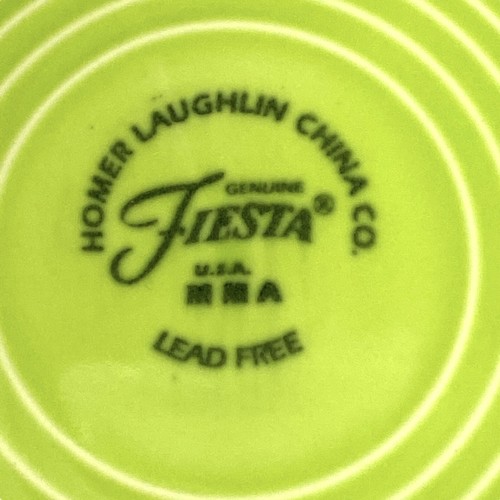 HOMER LAUGHLIN CHINA CO.
GENUINE
FIESTA®
U.S.A.
LEAD FREE